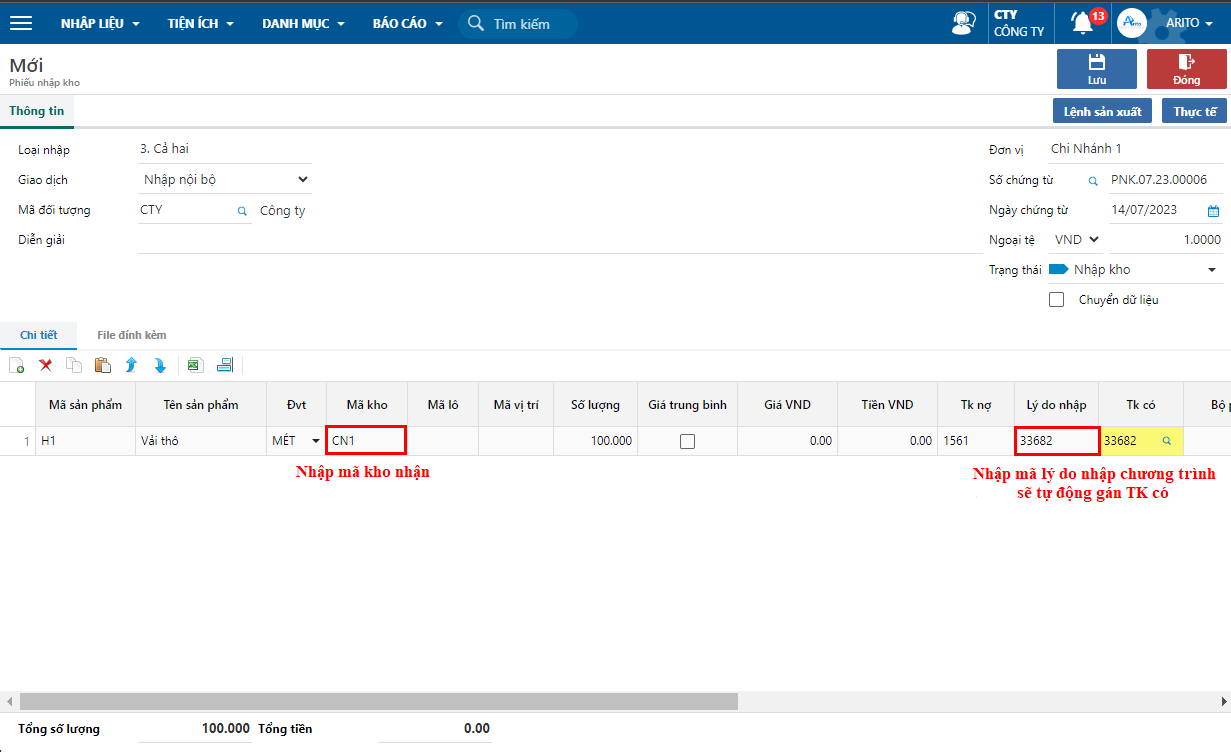 NHẬP LIỆU TIỆN ÍCH DANH MỤC BÁO CÁO Tìm kiếm CTY CÔNG TY 13 Arito ARITO
Mới
Phiếu nhập kho
Lưu Đóng
Thông tin Lệnh sản xuất Thực tế
Loại nhập 3. Cả hai Đơn vị Chi Nhánh 1
Giao dịch Nhập nội bộ Số chứng từ PNK.07.23.00006
Mã đối tượng CTY Công ty Ngày chứng từ 14/07/2023
Diễn giải Ngoại tệ VND 1.0000
Trạng thái Nhập kho
Chuyển dữ liệu
Chi tiết File đính kèm
Mã sản phẩm Tên sản phẩm Đvt Mã kho Mã lô Mã vị trí Số lượng Giá trung bình Giá VND Tiền VND Tk nợ Lý do nhập Tk có Bộ p
1 H1 Vải thô MÉT CN1 100.000 0.00 0.00 1561 33682 33682
Nhập mã kho nhận
Nhập mã lý do nhập chương trình
sẽ tự động gán TK có
Tổng số lượng 100.000 Tổng tiền 0.00